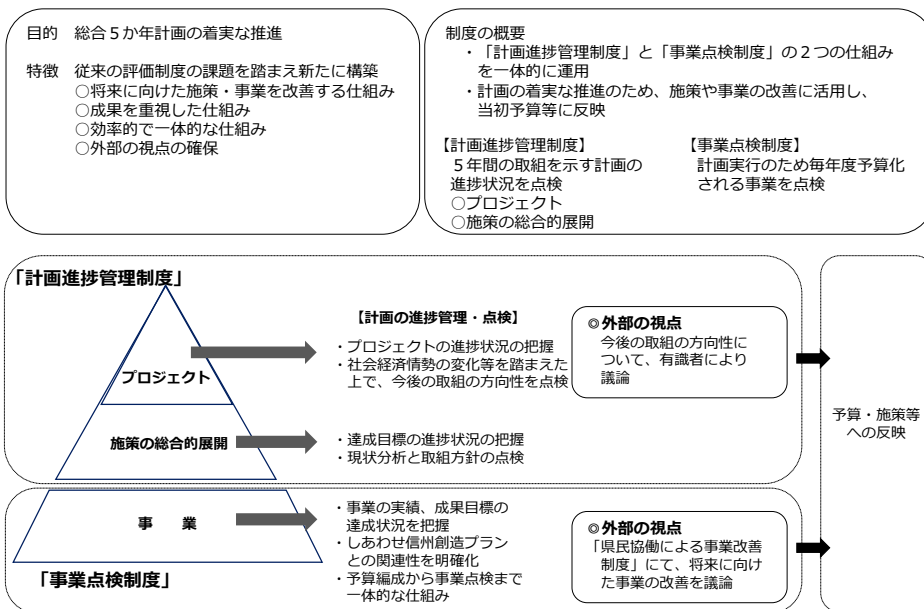 目的　総合５か年計画の着実な推進
特徴　従来の評価制度の課題を踏まえ新たに構築
○将来に向けた施策・事業を改善する仕組み
○成果を重視した仕組み
○効率的で一体的な仕組み
○外部の視点の確保
制度の概要
・「計画進捗管理制度」と「事業点検制度」の２つの仕組み
を一体的に運用
・計画の着実な推進のため、施策や事業の改善に活用し、
当初予算等に反映
【計画進捗管理制度】
５年間の取組を示す計画の
進捗状況を点検
○プロジェクト
○施策の総合的展開
【事業点検制度】
計画実行のため毎年度予算化
される事業を点検
「計画進捗管理制度」
プロジェクト
施策の総合的展開
【計画の進捗管理・点検】
・プロジェクトの進捗状況の把握
・社会経済情勢の変化等を踏まえた
上で、今後の取組の方向性を点検
・達成目標の進捗状況の把握
・現状分析と取組方針の点検
◎外部の視点
今後の取組の方向性に
ついて、有識者により
議論
事　業
「事業点検制度」
・事業の実績、成果目標の
達成状況を把握
・しあわせ信州創造プラン
との関連性を明確化
・予算編成から事業点検まで
一体的な仕組み
◎外部の視点
「県民協働による事業改善
制度」にて、将来に向け
た事業の改善を議論
予算・施策等
への反映